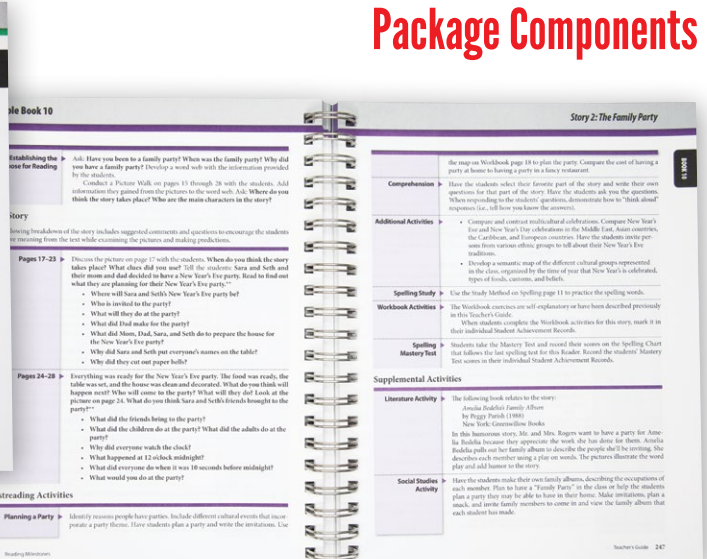 Package Components
ple Book 10
Establishing the
ose for Reading
Ask: Have you been to a family party? When was the family party? Why did
you have a family party? Develop a word web with the information provided
by the students.
Conduct a Picture Walk on pages 15 through 28 with the students. Add
information they gained from the pictures to the word web. Ask: Where do you
think the story takes place? Who are the main characters in the story?
Story
lowing breakdown of the story includes suggested comments and questions to encourage the students
ve meaning from the text while examining the pictures and making predictions.
Pages 17–23
Discuss the picture on page 17 with the students. When do you think the story
takes place? What clues did you use? Tell the students: Sara and Seth and
their mom and dad decided to have a New Year's Eve party. Read to find out
what they are planning for their New Year's Eve party.**
• Where will Sara and Seth's New Year's Eve party be?
• Who is invited to the party?
• What will they do at the party?
• What did Dad make for the party?
• What did Mom, Dad, Sara, and Seth do to prepare the house for
the New Year's Eve party?
• Why did Sara and Seth put everyone's names on the table?
• Why did they cut out paper bells?
Pages 24–28
Everything was ready for the New Year's Eve party. The food was ready, the
table was set, and the house was clean and decorated. What do you think will
happen next? Who will come to the party? What will they do? Look at the
picture on page 24. What do you think Sara and Seth's friends brought to the
party?**
• What did the friends bring to the party?
• What did the children do at the party? What did the adults do at the
party?
• Why did everyone watch the clock?
• What happened at 12 o'clock midnight?
• What did everyone do when it was 10 seconds before midnight?
• What would you do at the party?
streading Activities
Planning a Party
Identify reasons people have parties. Include different cultural events that incor-
porate a party theme. Have students plan a party and write the invitations. Use
Reading Milestones
Story 2: The Family Party
BOOK 10
the map on Workbook page 18 to plan the party. Compare the cost of having a
party at home to having a party in a fancy restaurant.
Comprehension
Have the students select their favorite part of the story and write their own
questions for that part of the story. Have the students ask you the questions.
When responding to the students' questions, demonstrate how to "think aloud"
responses (i.e., tell how you know the answers).
Additional Activities
• Compare and contrast multicultural celebrations. Compare New Year's
Eve and New Year's Day celebrations in the Middle East, Asian countries,
the Caribbean, and European countries. Have the students invite per-
sons from various ethnic groups to tell about their New Year's Eve
traditions.
• Develop a semantic map of the different cultural groups represented
in the class, organized by the time of year that New Year's is celebrated,
types of foods, customs, and beliefs.
Spelling Study
Use the Study Method on Spelling page 11 to practice the spelling words.
Workbook Activities
The Workbook exercises are self-explanatory or have been described previously
in this Teacher's Guide.
When students complete the Workbook activities for this story, mark it in
their individual Student Achievement Records.
Spelling
Mastery Test
Students take the Mastery Test and record their scores on the Spelling Chart
that follows the last spelling test for this Reader. Record the students' Mastery
Test scores in their individual Student Achievement Records.
Supplemental Activities
Literature Activity
The following book relates to the story:
Amelia Bedelia's Family Album
by Peggy Parish (1988)
New York: Greenwillow Books
In this humorous story, Mr. and Mrs. Rogers want to have a party for Ame-
lia Bedelia because they appreciate the work she has done for them. Amelia
Bedelia pulls out her family album to describe the people she'll be inviting. She
describes each member using a play on words. The pictures illustrate the word
play and add humor to the story.
Social Studies
Activity
Have the students make their own family albums, describing the occupations of
each member. Plan to have a "Family Party" in the class or help the students
plan a party they may be able to have in their home. Make invitations, plan a
snack, and invite family members to come in and view the family album that
each student has made.
Teacher's Guide 247